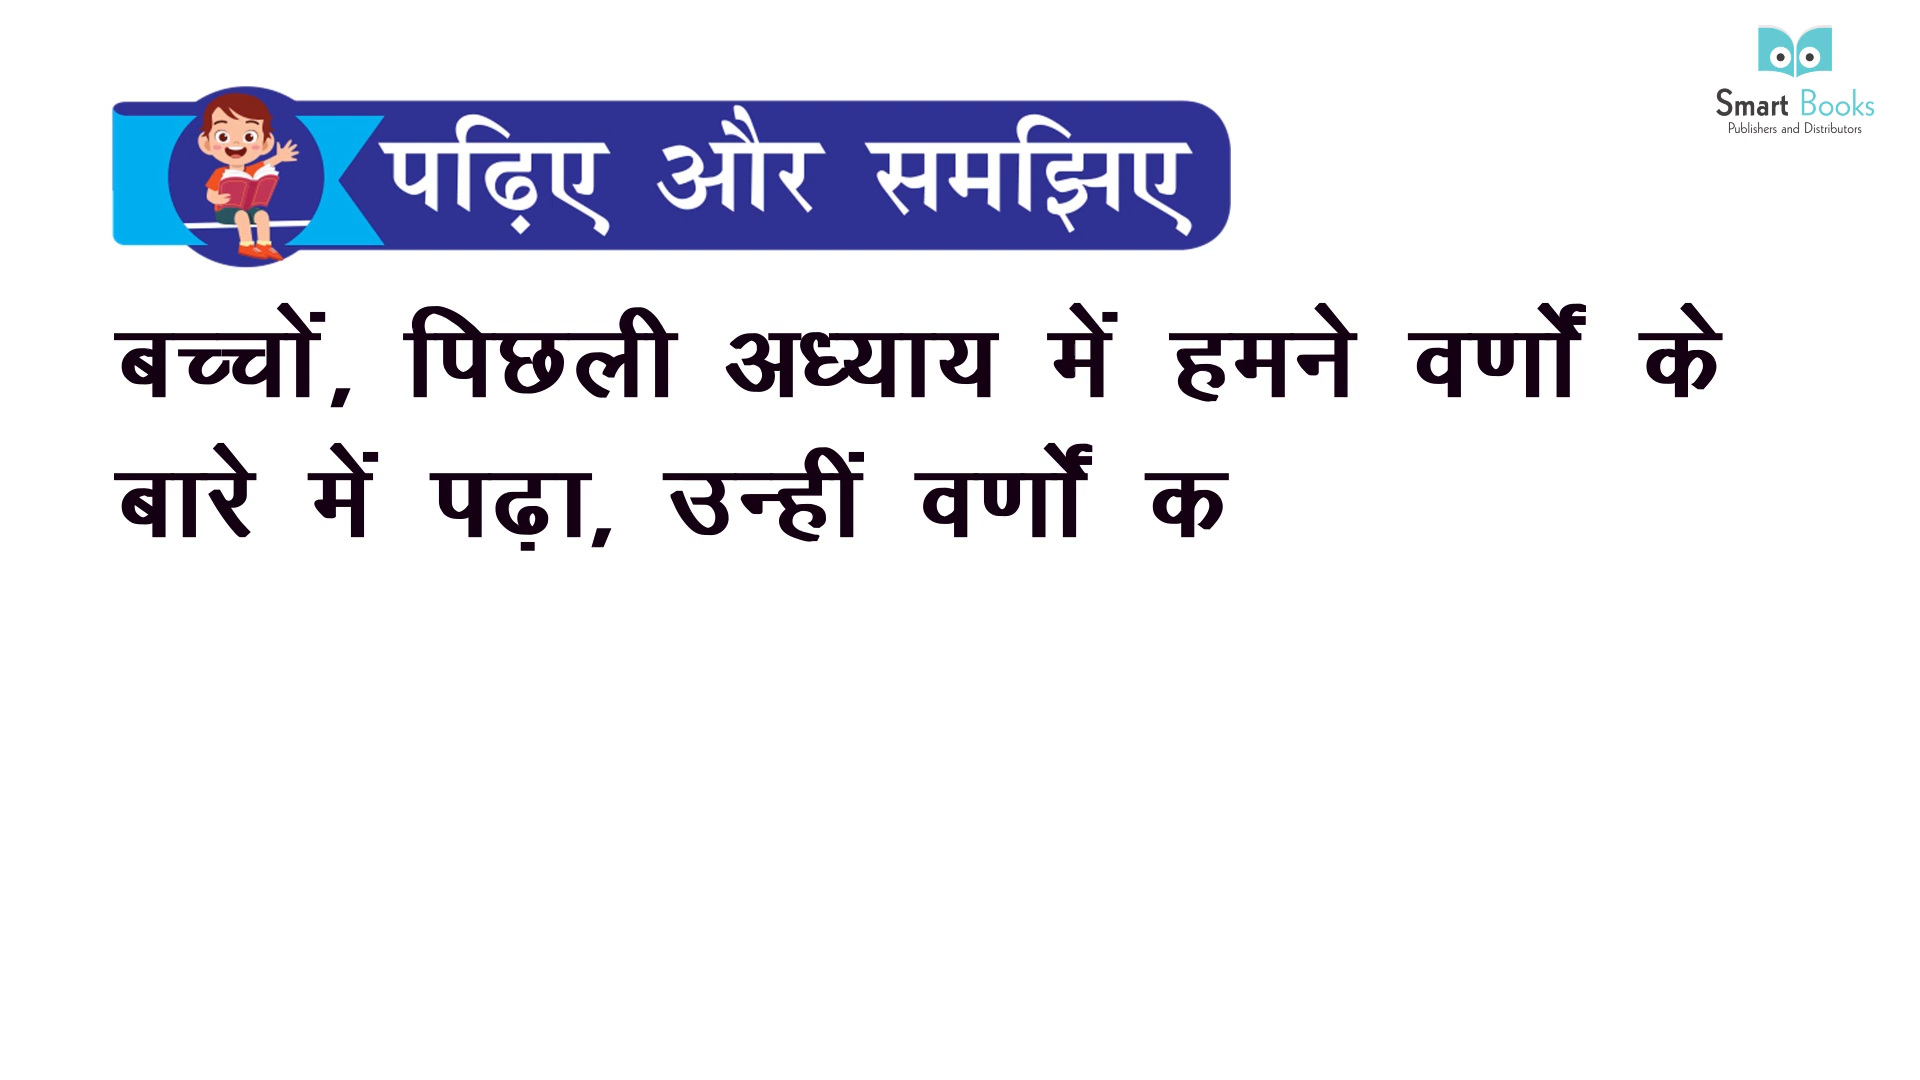 Smart Books
Publishers and Distributors
पढ़िए और समझिए
बच्चों, पिछली अध्याय में हमने वर्णों के
बारे में पढ़ा, उन्हीं वर्णों क